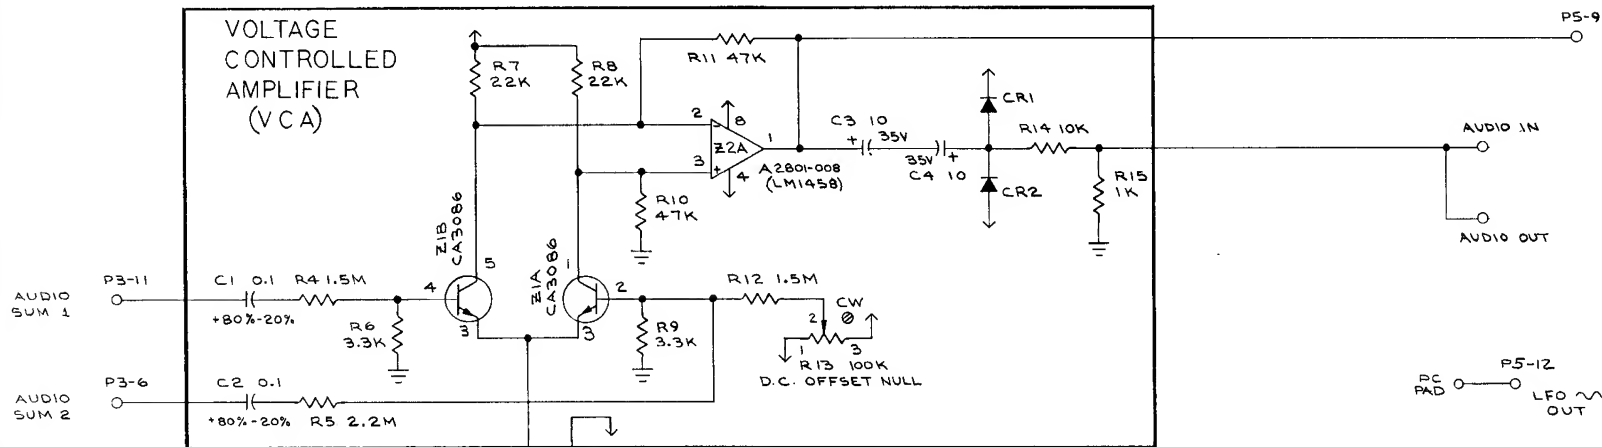 VOLTAGE
CONTROLLED
AMPLIFIER
(VCA)
R7
22K
R8
22K
R11 47K
P5-9
2
-
8
Z2A
1
3
+
4
A2801-008
(LM1458)
C3 10
+
35V
35V
+
C4 10
CR1
CR2
R14 10K
R15
1K
AUDIO IN
AUDIO OUT
R10
47K
Z1B
CA3086
5
4
3
Z1A
CA3086
1
2
3
AUDIO
SUM 1
P3-11
C1 0.1
+80%-20%
R4 1.5M
R6
3.3K
R9
3.3K
R12 1.5M
CW
2
1
3
R13 100K
D.C. OFFSET NULL
AUDIO
SUM 2
P3-6
C2 0.1
+80%-20%
R5 2.2M
PC
PAD
P5-12
LFO
OUT